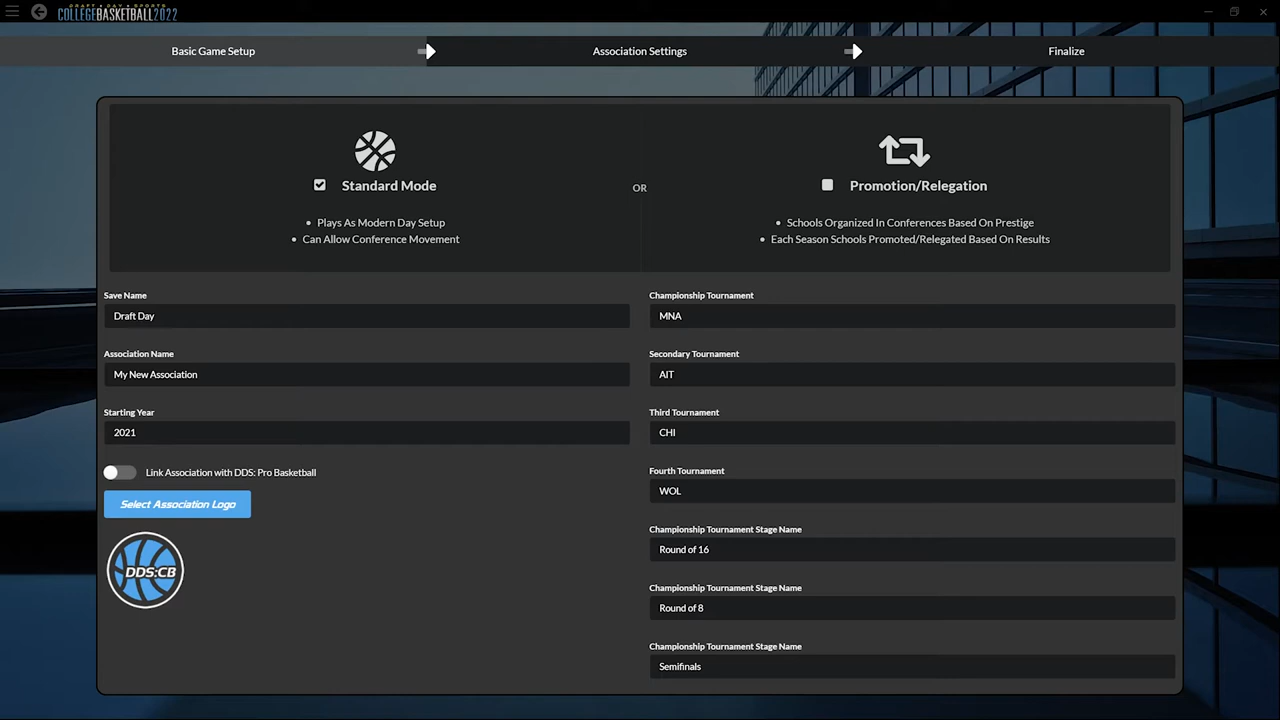 DRAFT • DAY • SPORTS
COLLEGE BASKETBALL 2022
Basic Game Setup
Association Settings
Finalize
Standard Mode
Plays As Modern Day Setup
Can Allow Conference Movement
OR
Promotion/Relegation
Schools Organized In Conferences Based On Prestige
Each Season Schools Promoted/Relegated Based On Results
Save Name
Draft Day
Association Name
My New Association
Starting Year
2021
Link Association with DDS: Pro Basketball
Select Association Logo
DDS:CB
Championship Tournament
MNA
Secondary Tournament
AIT
Third Tournament
CHI
Fourth Tournament
WOL
Championship Tournament Stage Name
Round of 16
Championship Tournament Stage Name
Round of 8
Championship Tournament Stage Name
Semifinals